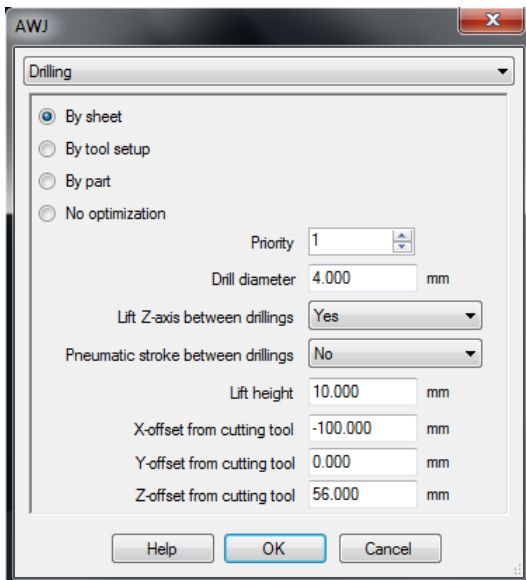 AWJ
Drilling
By sheet
By tool setup
By part
No optimization
Priority 1
Drill diameter 4.000 mm
Lift Z-axis between drillings Yes
Pneumatic stroke between drillings No
Lift height 10.000 mm
X-offset from cutting tool -100.000 mm
Y-offset from cutting tool 0.000 mm
Z-offset from cutting tool 56.000 mm
Help OK Cancel